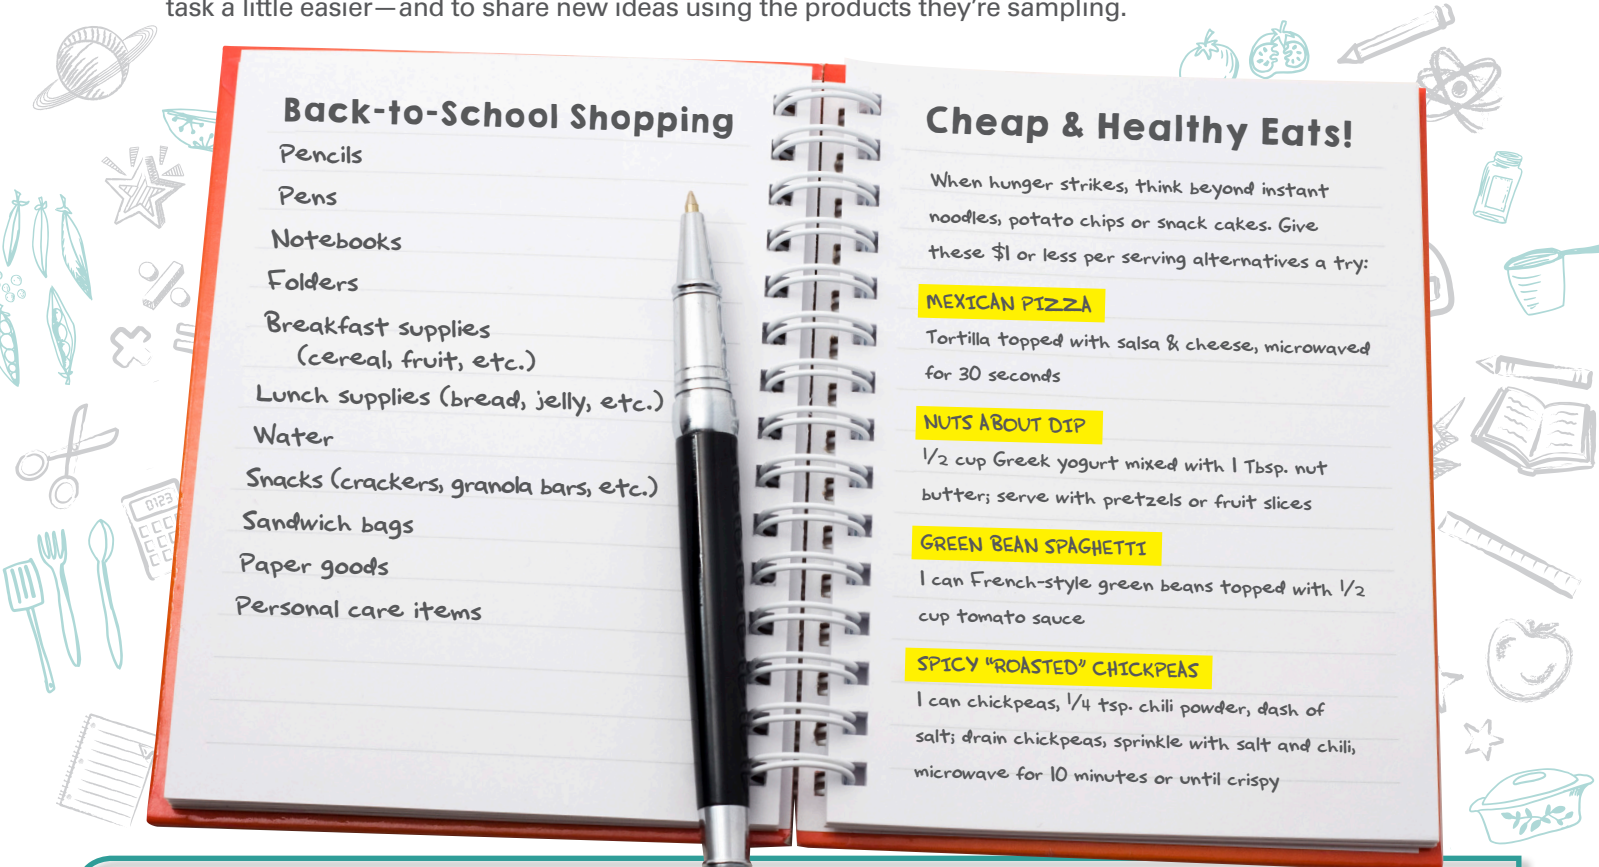 task a little easier—and to share new ideas using the products they're sampling.
Back-to-School Shopping
Pencils
Pens
Notebooks
Folders
Breakfast supplies
(cereal, fruit, etc.)
Lunch supplies (bread, jelly, etc.)
Water
Snacks (crackers, granola bars, etc.)
Sandwich bags
Paper goods
Personal care items
Cheap & Healthy Eats!
When hunger strikes, think beyond instant
noodles, potato chips or snack cakes. Give
these $1 or less per serving alternatives a try:
MEXICAN PIZZA
Tortilla topped with salsa & cheese, microwaved
for 30 seconds
NUTS ABOUT DIP
1/2 cup Greek yogurt mixed with 1 Tbsp. nut
butter; serve with pretzels or fruit slices
GREEN BEAN SPAGHETTI
1 can French-style green beans topped with 1/2
cup tomato sauce
SPICY "ROASTED" CHICKPEAS
1 can chickpeas, 1/4 tsp. chili powder, dash of
salt; drain chickpeas, sprinkle with salt and chili,
microwave for 10 minutes or until crispy
0123